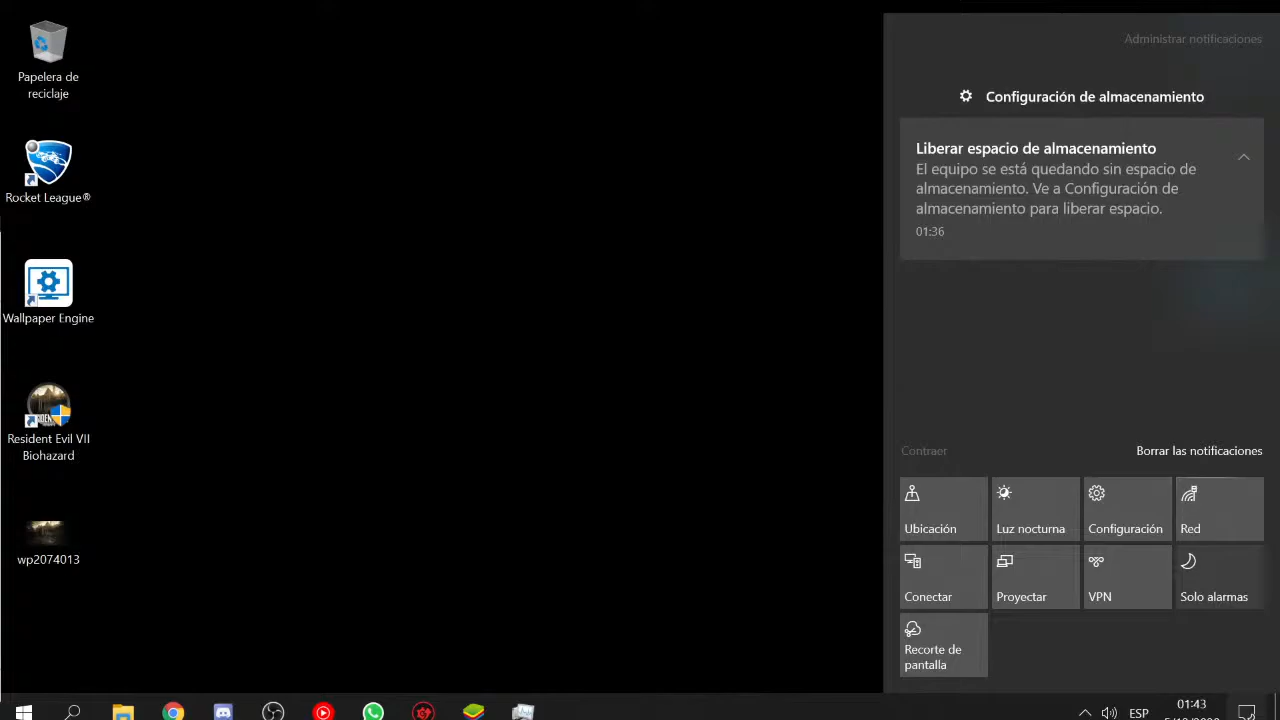 Papelera de
reciclaje
Rocket League®
Wallpaper Engine
Resident Evil VII
Biohazard
wp2074013
Administrar notificaciones
Configuración de almacenamiento
Liberar espacio de almacenamiento
El equipo se está quedando sin espacio de
almacenamiento. Ve a Configuración de
almacenamiento para liberar espacio.
01:36
Contraer
Borrar las notificaciones
Ubicación
Luz nocturna
Configuración
Red
Conectar
Proyectar
VPN
Solo alarmas
Recorte de
pantalla
ESP
01:43